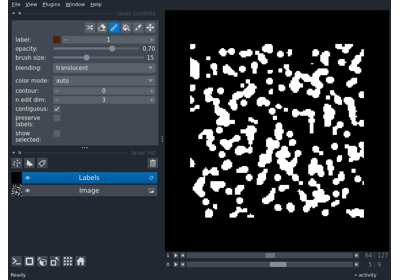 File View Plugins Window Help
layer controls
label: 1
opacity: 0.70
brush size: 15
blending: translucent
color mode: auto
contour: 0
n edit dim: 3
contiguous:
preserve
labels:
show
selected:
layer list
Labels
Image
1 64 127
0 5 9
Ready activity